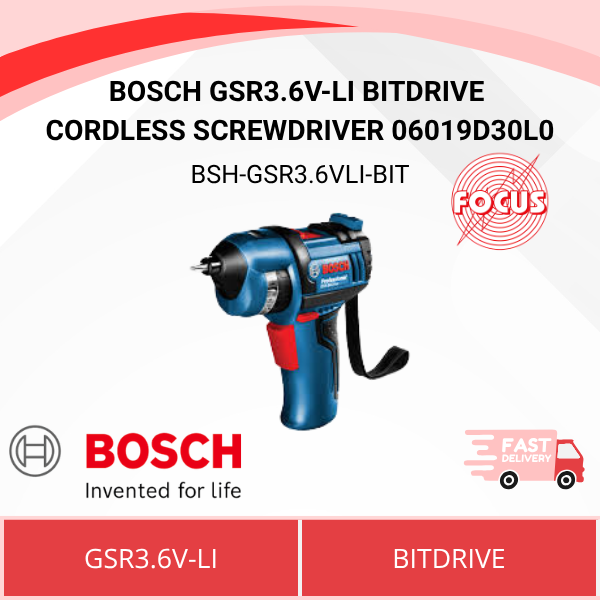 BOSCH GSR3.6V-LI BITDRIVE
CORDLESS SCREWDRIVER 06019D30L0
BSH-GSR3.6VLI-BIT
FOCUS
BOSCH
Professional
BOSCH
Invented for life
FAST
DELIVERY
GSR3.6V-LI
BITDRIVE